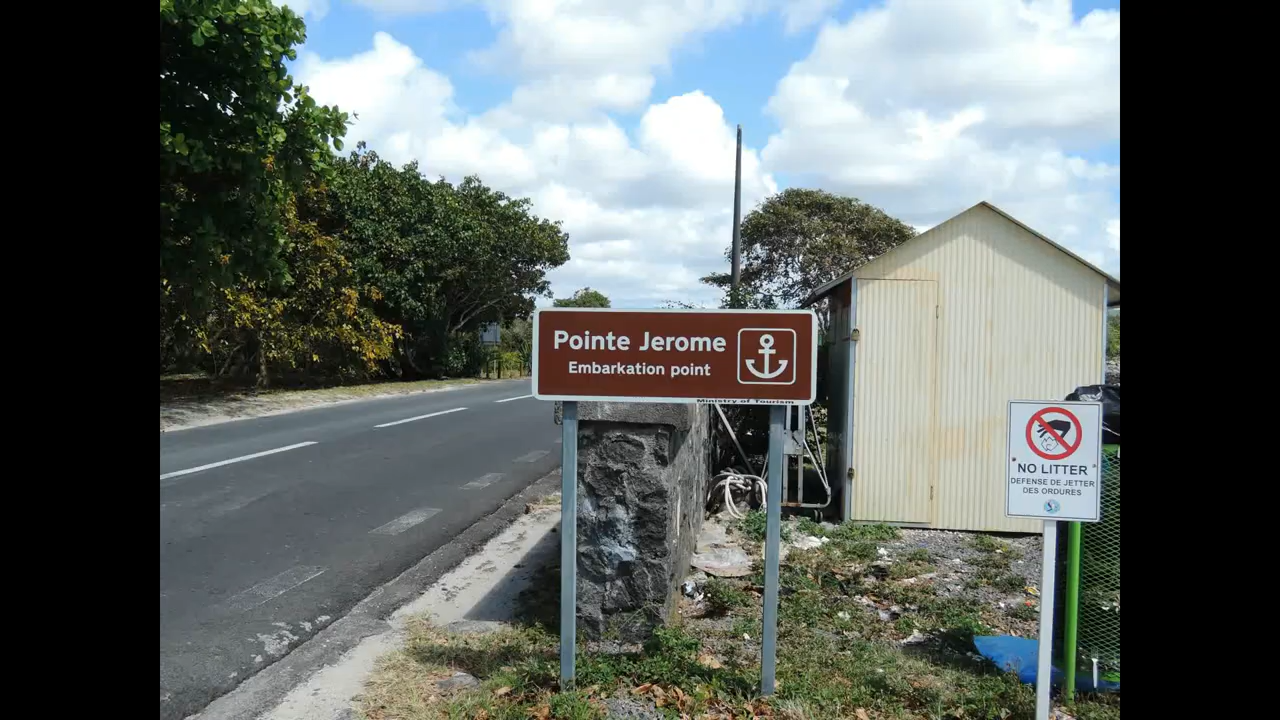 Pointe Jerome
Embarkation point
Ministry of Tourism
NO LITTER
DEFENSE DE JETTER
DES ORDURES